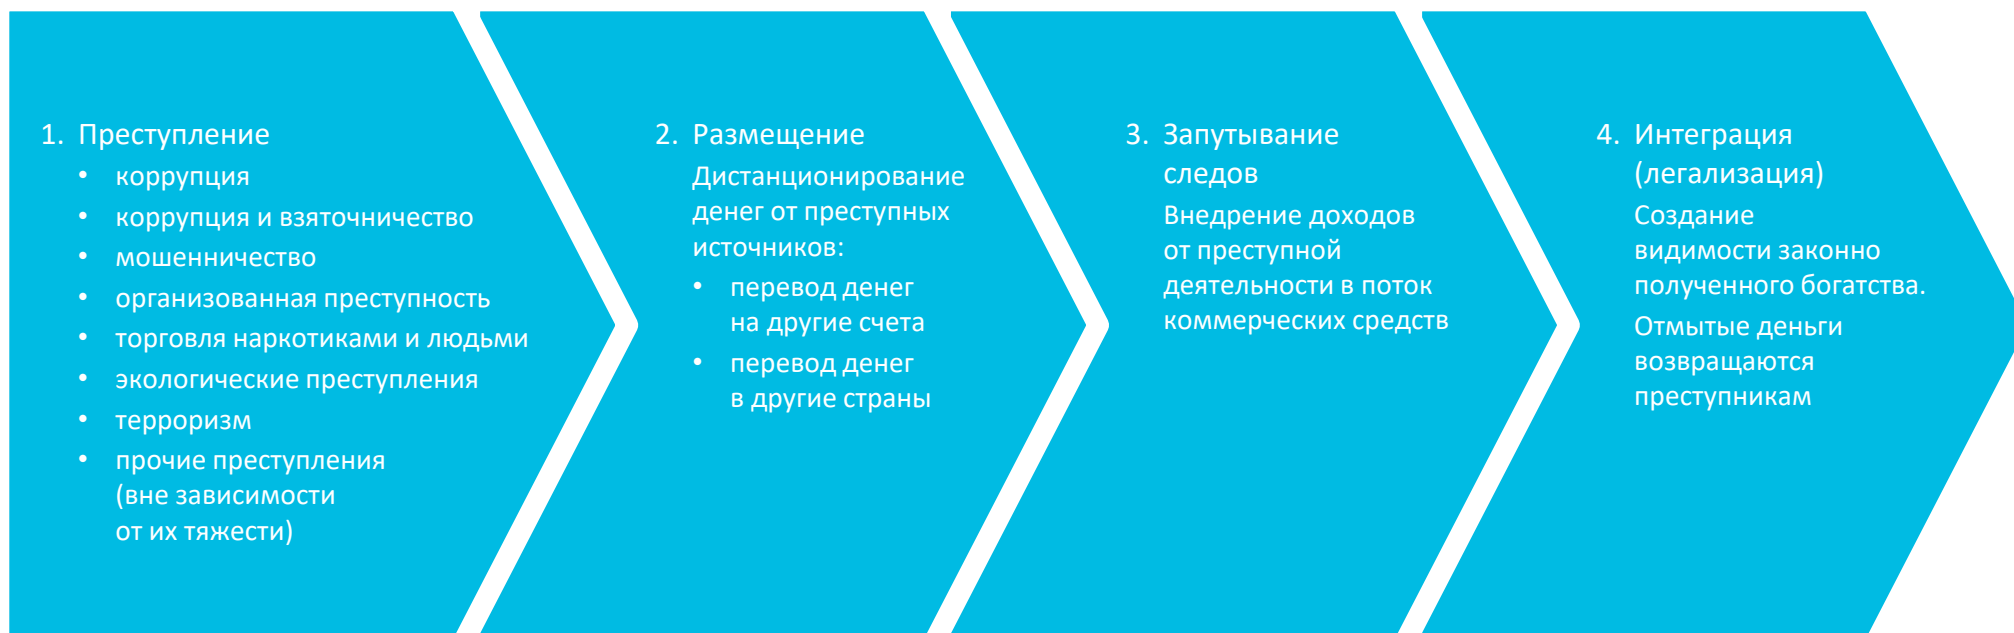 1. Преступление
• коррупция
• коррупция и взяточничество
• мошенничество
• организованная преступность
• торговля наркотиками и людьми
• экологические преступления
• терроризм
• прочие преступления
(вне зависимости
от их тяжести)
2. Размещение
Дистанционирование
денег от преступных
источников:
• перевод денег
на другие счета
• перевод денег
в другие страны
3. Запутывание
следов
Внедрение доходов
от преступной
деятельности в поток
коммерческих средств
4. Интеграция
(легализация)
Создание
видимости законно
полученного богатства.
Отмытые деньги
возвращаются
преступникам